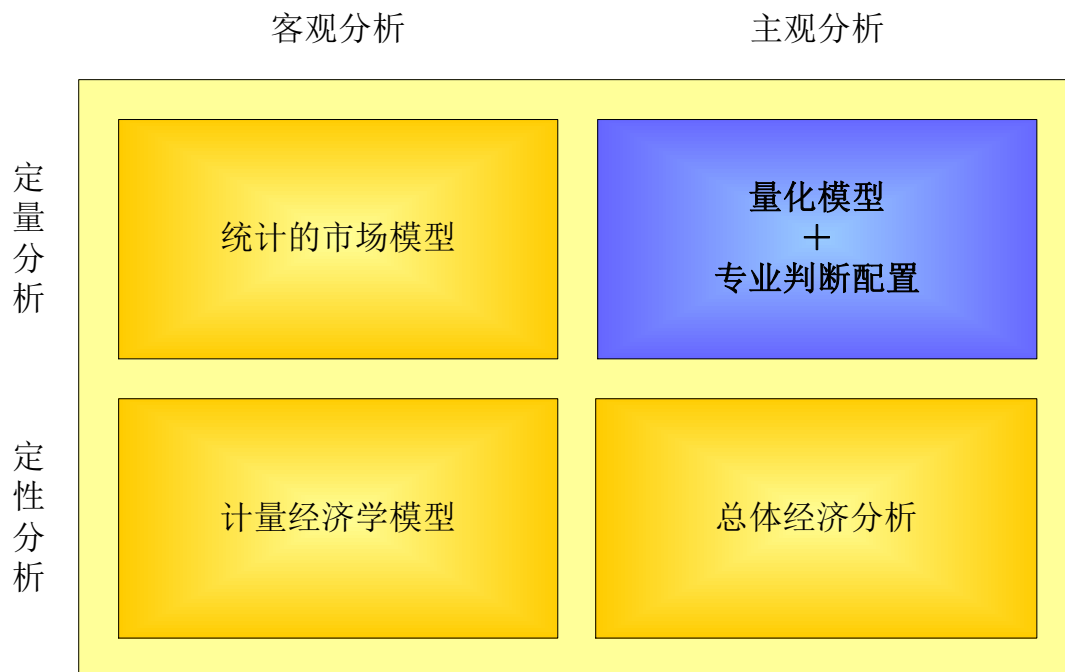 客观分析
主观分析
定量分析
统计的市场模型
量化模型
＋
专业判断配置
定性分析
计量经济学模型
总体经济分析